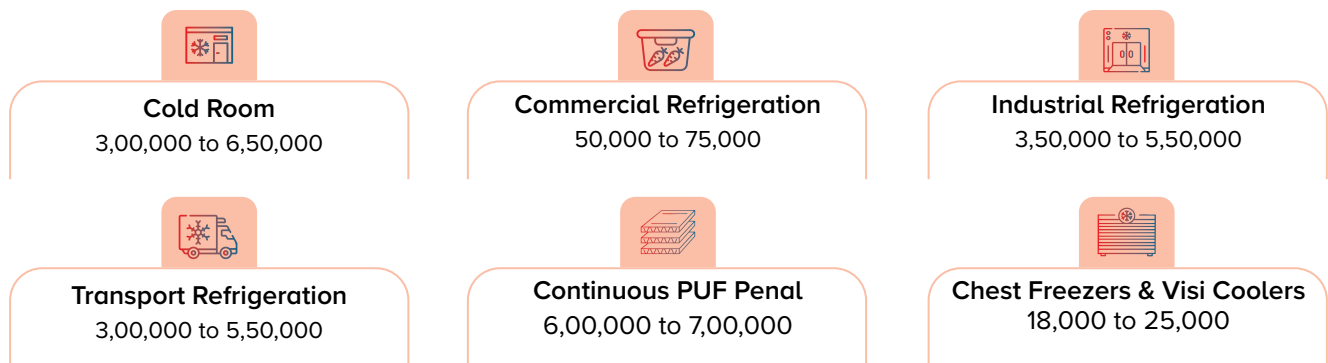 Cold Room
3,00,000 to 6,50,000
Commercial Refrigeration
50,000 to 75,000
Industrial Refrigeration
3,50,000 to 5,50,000
Transport Refrigeration
3,00,000 to 5,50,000
Continuous PUF Penal
6,00,000 to 7,00,000
Chest Freezers & Visi Coolers
18,000 to 25,000